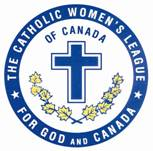 THE CATHOLIC WOMEN'S LEAGUE
OF CANADA
FOR GOD AND CANADA